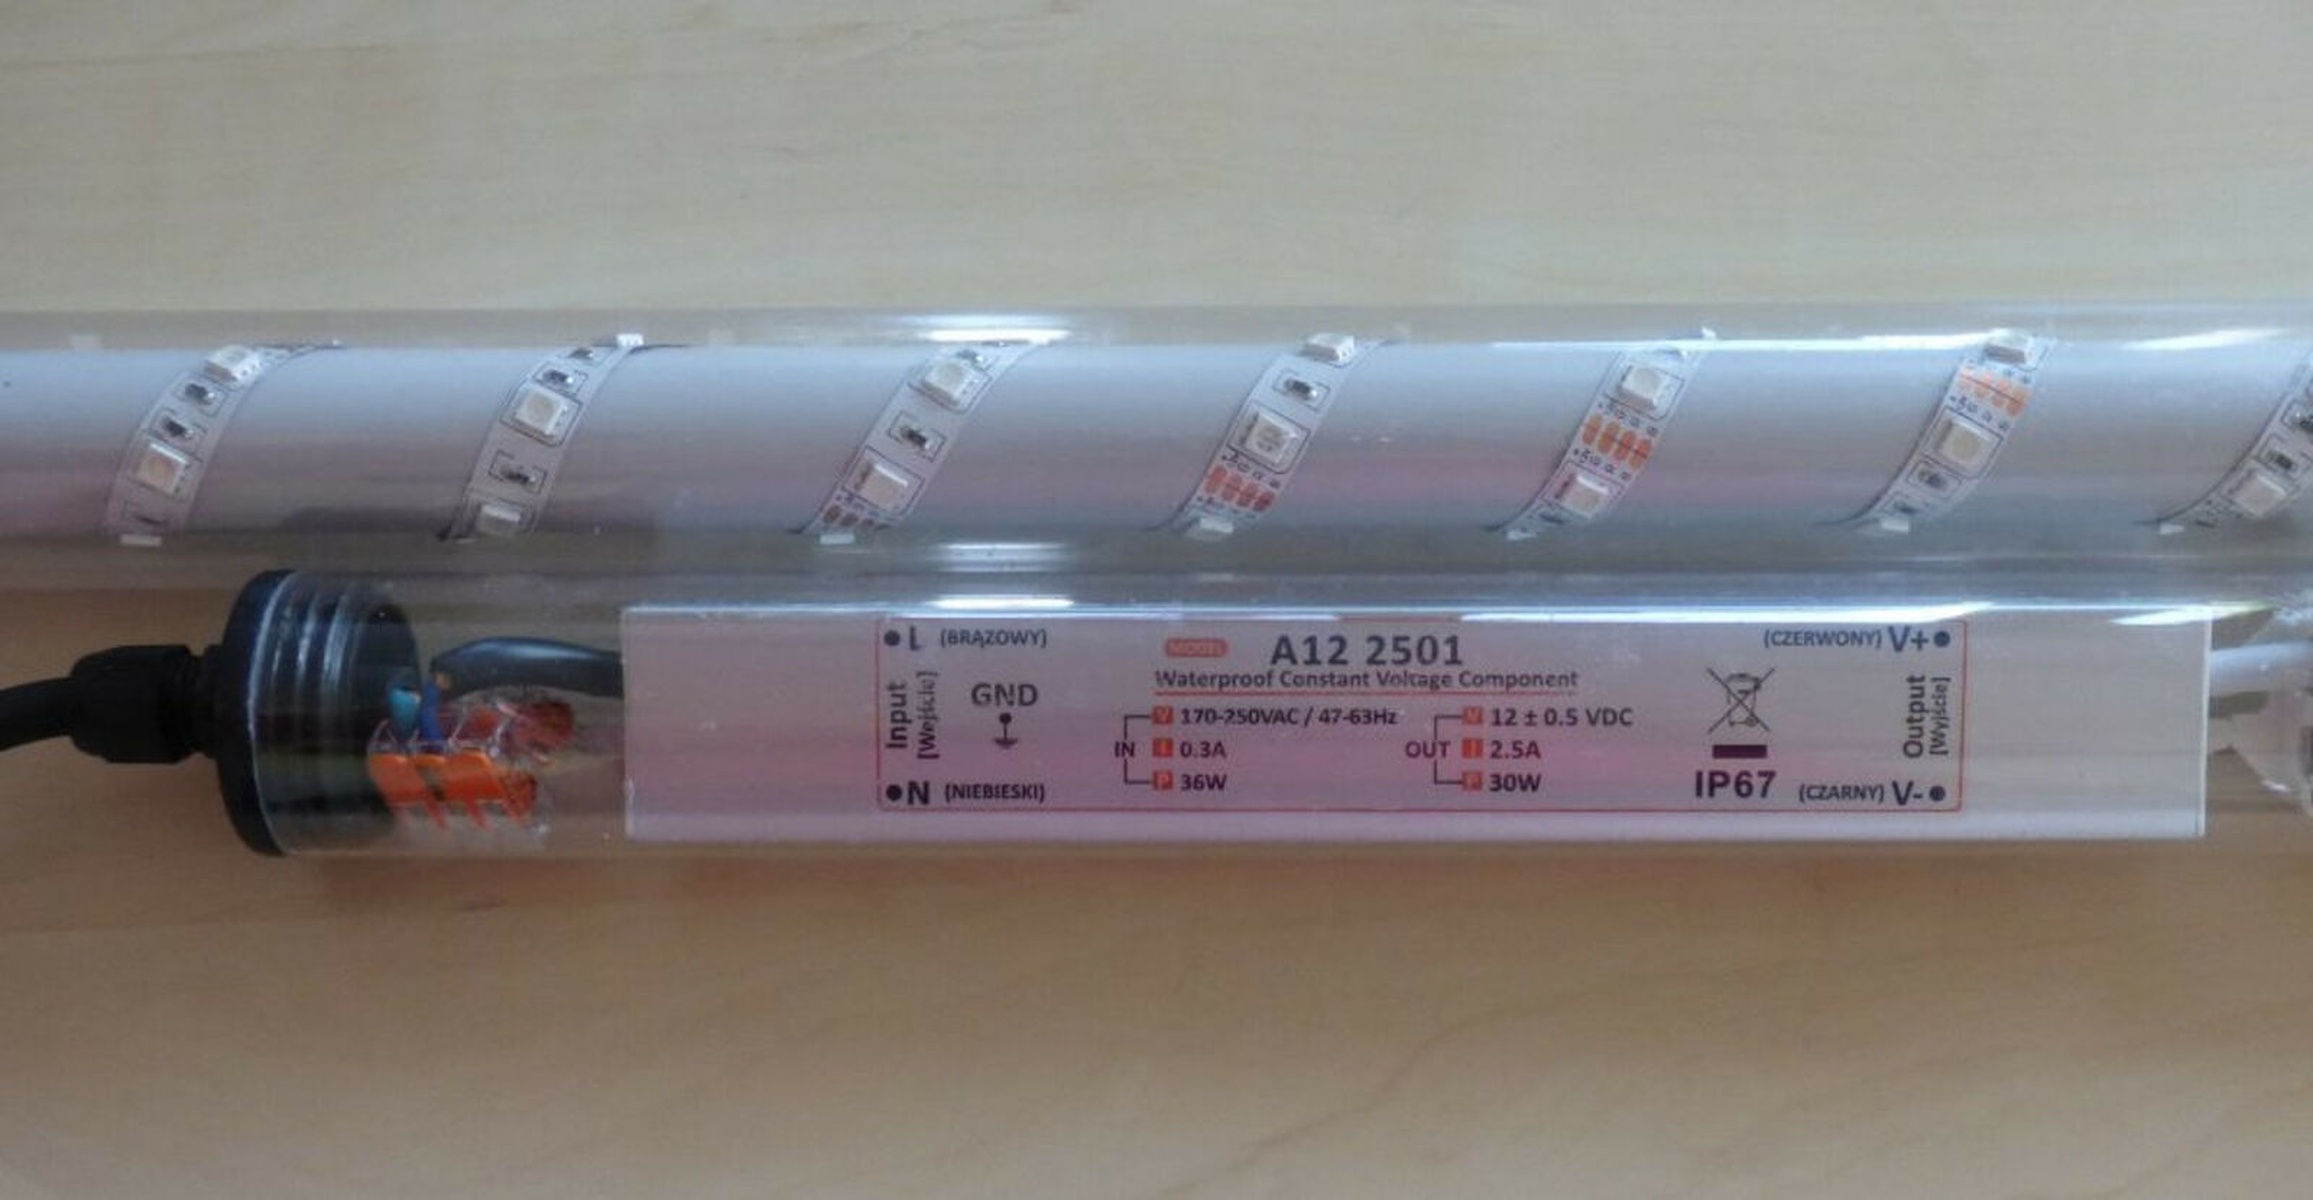 L (BRĄZOWY)
Input
[Wejście]
GND
N (NIEBIESKI)
MODEL A12 2501
Waterproof Constant Voltage Component
IN
V 170-250VAC / 47-63Hz
I 0.3A
P 36W
OUT
V 12 ± 0.5 VDC
I 2.5A
P 30W
IP67
(CZERWONY) V+
Output
[Wyjście]
(CZARNY) V-